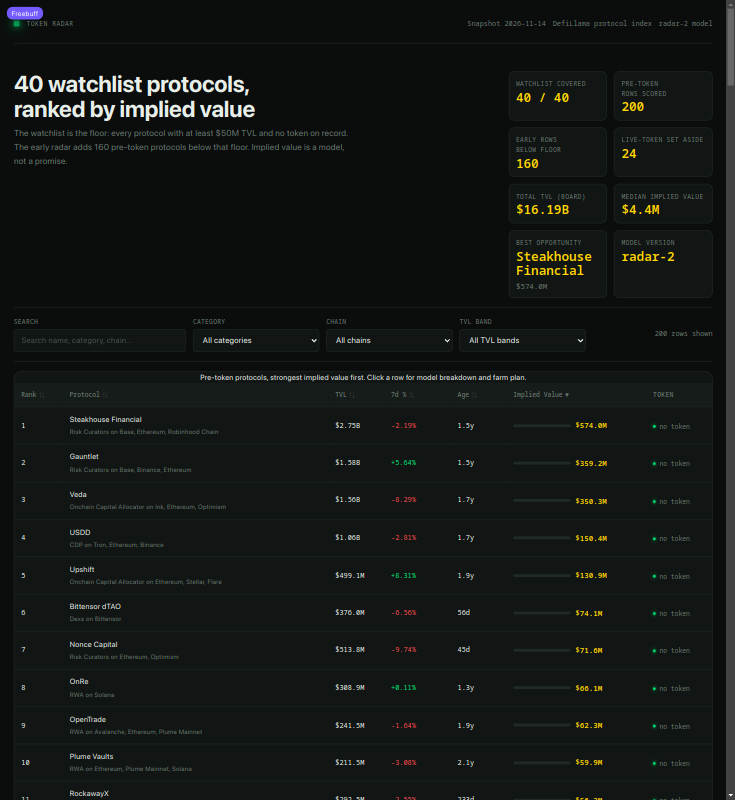 Freebuff
TOKEN RADAR
Snapshot 2026-11-14 DefiLlama protocol index radar-2 model
40 watchlist protocols,
ranked by implied value
The watchlist is the floor: every protocol with at least $50M TVL and no token on record.
The early radar adds 160 pre-token protocols below that floor. Implied value is a model,
not a promise.
WATCHLIST COVERED
40 / 40
PRE-TOKEN
ROWS SCORED
200
EARLY ROWS
BELOW FLOOR
160
LIVE-TOKEN SET ASIDE
24
TOTAL TVL (BOARD)
$16.19B
MEDIAN IMPLIED VALUE
$4.4M
BEST OPPORTUNITY
Steakhouse
Financial
$574.0M
MODEL VERSION
radar-2
SEARCH
CATEGORY
CHAIN
TVL BAND
Search name, category, chain…
All categories
All chains
All TVL bands
200 rows shown
Pre-token protocols, strongest implied value first. Click a row for model breakdown and farm plan.
Rank Protocol TVL 7d % Age Implied Value ▼ TOKEN
1 Steakhouse Financial $2.75B -2.19% 1.5y $574.0M no token
Risk Curators on Base, Ethereum, Robinhood Chain
2 Gauntlet $1.58B +5.64% 1.5y $359.2M no token
Risk Curators on Base, Binance, Ethereum
3 Veda $1.56B -8.29% 1.7y $350.3M no token
Onchain Capital Allocator on Ink, Ethereum, Optimism
4 USDD $1.06B -2.81% 1.7y $150.4M no token
CDP on Tron, Ethereum, Binance
5 Upshift $499.1M +8.31% 1.9y $130.9M no token
Onchain Capital Allocator on Ethereum, Stellar, Flare
6 Bittensor dTAO $376.0M -6.56% 56d $74.1M no token
Dexs on Bittensor
7 Nonce Capital $513.8M -9.74% 45d $71.6M no token
Risk Curators on Ethereum, Optimism
8 OnRe $308.9M +0.11% 1.3y $66.1M no token
RWA on Solana
9 OpenTrade $241.5M -1.64% 1.9y $62.3M no token
RWA on Avalanche, Ethereum, Plume Mainnet
10 Plume Vaults $211.5M -3.08% 2.1y $59.9M no token
RWA on Ethereum, Plume Mainnet, Solana
11 RockawayX no token